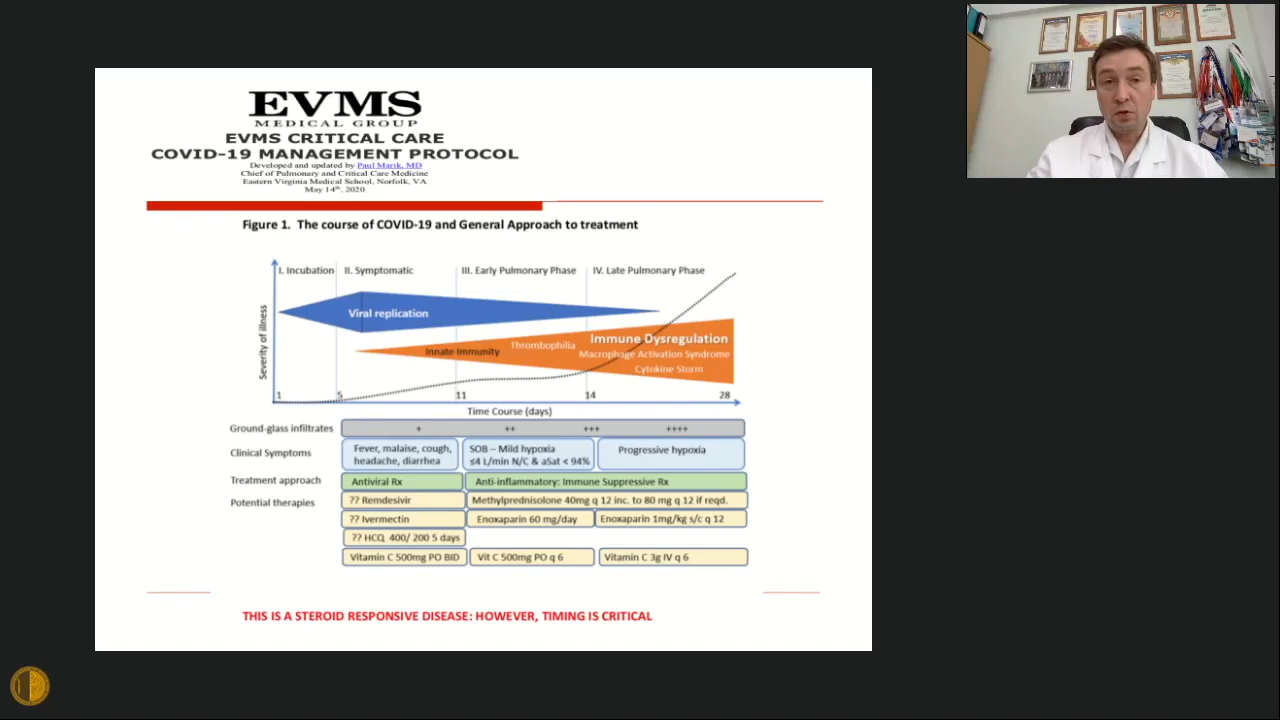 EVMS
MEDICAL GROUP
EVMS CRITICAL CARE
COVID-19 MANAGEMENT PROTOCOL
Developed and updated by Paul Marik, MD
Chief of Pulmonary and Critical Care Medicine
Eastern Virginia Medical School, Norfolk, VA
May 14th, 2020
Figure 1. The course of COVID-19 and General Approach to treatment
I. Incubation II. Symptomatic III. Early Pulmonary Phase IV. Late Pulmonary Phase
Severity of illness
Viral replication
Innate Immunity Thrombophilia Immune Dysregulation
Macrophage Activation Syndrome
Cytokine Storm
1 5 11 14 28
Time Course (days)
Ground-glass infiltrates + ++ +++ ++++
Clinical Symptoms
Fever, malaise, cough,
headache, diarrhea
SOB – Mild hypoxia
≤4 L/min N/C & aSat < 94%
Progressive hypoxia
Treatment approach Antiviral Rx Anti-inflammatory: Immune Suppressive Rx
Potential therapies ?? Remdesivir Methylprednisolone 40mg q 12 inc. to 80 mg q 12 if reqd.
?? Ivermectin Enoxaparin 60 mg/day Enoxaparin 1mg/kg s/c q 12
?? HCQ 400/ 200 5 days
Vitamin C 500mg PO BID Vit C 500mg PO q 6 Vitamin C 3g IV q 6
THIS IS A STEROID RESPONSIVE DISEASE: HOWEVER, TIMING IS CRITICAL